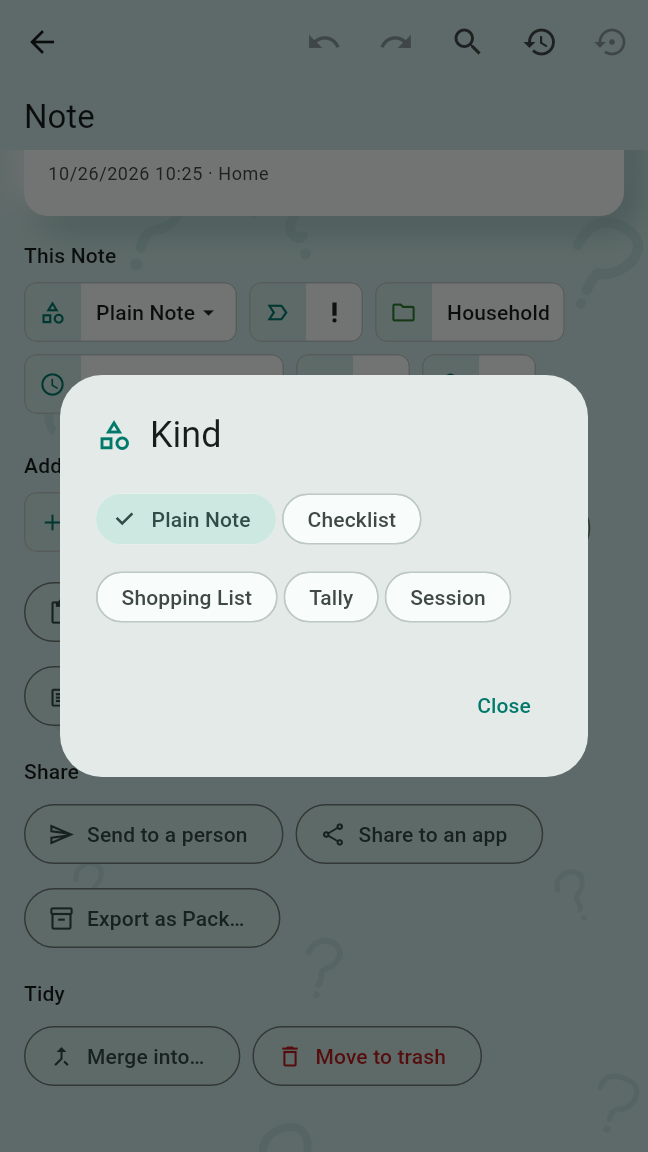 Note
10/26/2026 10:25 · Home
This Note
Plain Note
!
Household
Kind
Plain Note
Checklist
Shopping List
Tally
Session
Close
Add
Share
Send to a person
Share to an app
Export as Pack…
Tidy
Merge into…
Move to trash